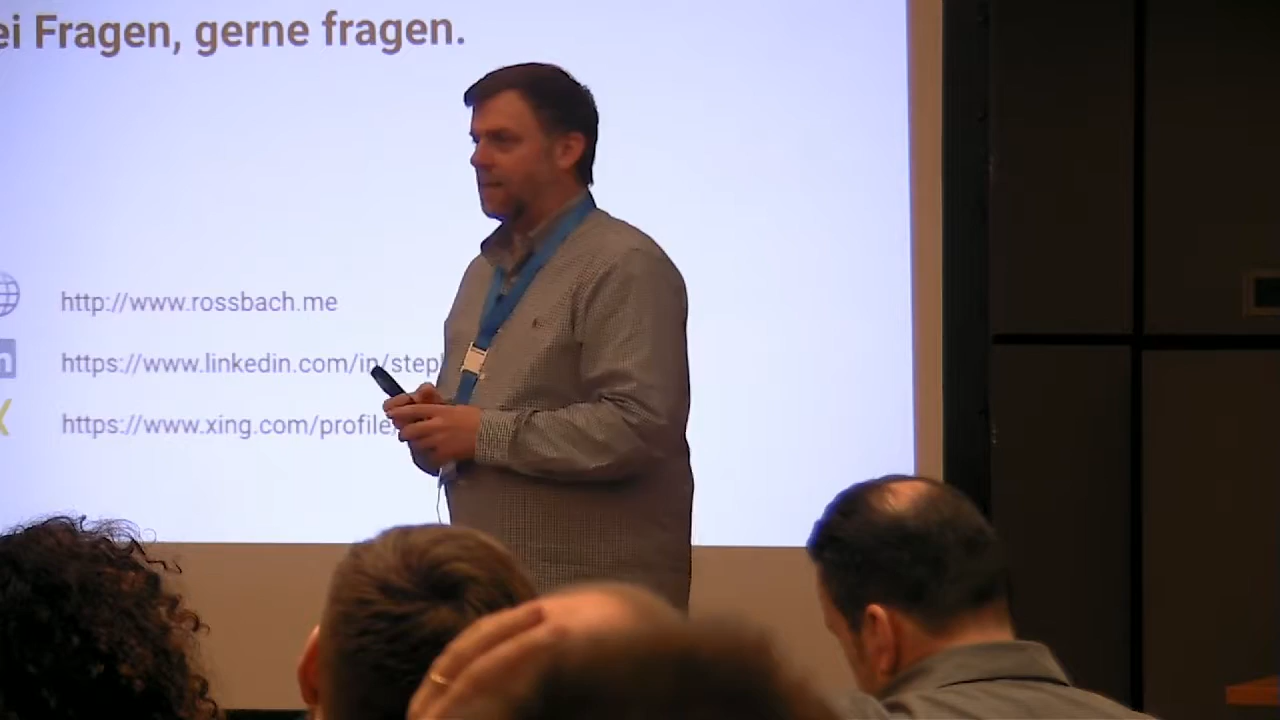 ei Fragen, gerne fragen.
http://www.rossbach.me
https://www.linkedin.com/in/step
https://www.xing.com/profile